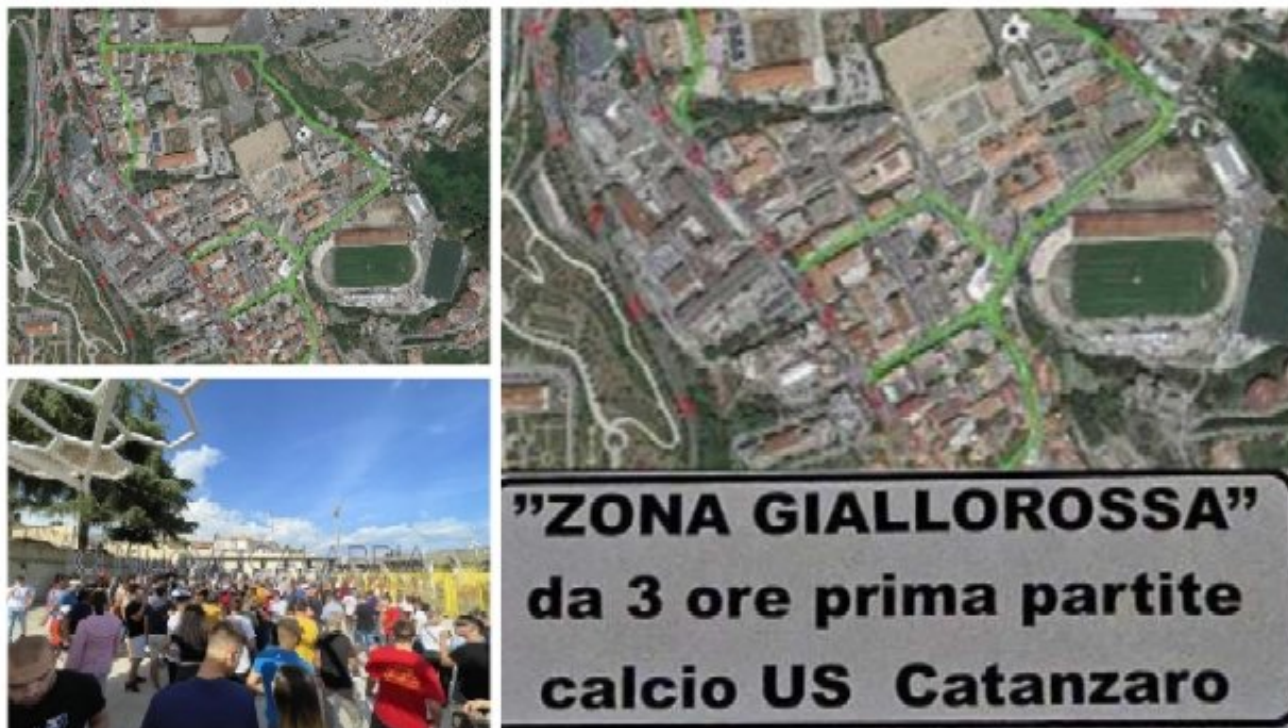 ”ZONA GIALLOROSSA”
da 3 ore prima partite
calcio US Catanzaro